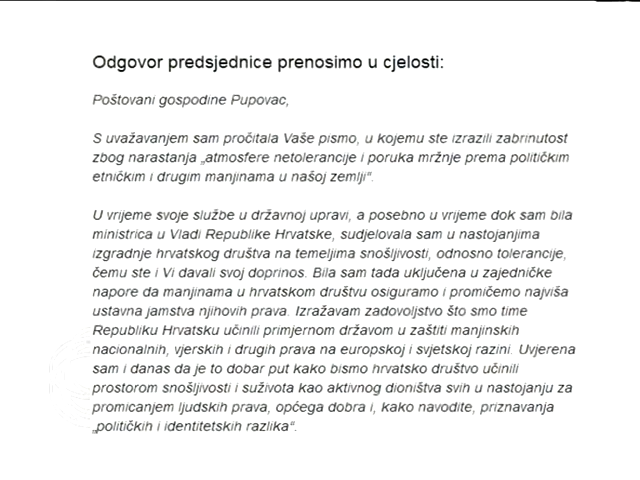 Odgovor predsjednice prenosimo u cjelosti:
Poštovani gospodine Pupovac,
S uvažavanjem sam pročitala Vaše pismo, u kojemu ste izrazili zabrinutost
zbog narastanja „atmosfere netolerancije i poruka mržnje prema političkim
etničkim i drugim manjinama u našoj zemlji“.
U vrijeme svoje službe u državnoj upravi, a posebno u vrijeme dok sam bila
ministrica u Vladi Republike Hrvatske, sudjelovala sam u nastojanjima
izgradnje hrvatskog društva na temeljima snošljivosti, odnosno tolerancije,
čemu ste i Vi davali svoj doprinos. Bila sam tada uključena u zajedničke
napore da manjinama u hrvatskom društvu osiguramo i promičemo najviša
ustavna jamstva njihovih prava. Izražavam zadovoljstvo što smo time
Republiku Hrvatsku učinili primjernom državom u zaštiti manjinskih
nacionalnih, vjerskih i drugih prava na europskoj i svjetskoj razini. Uvjerena
sam i danas da je to dobar put kako bismo hrvatsko društvo učinili
prostorom snošljivosti i suživota kao aktivnog dioništva svih u nastojanju za
promicanjem ljudskih prava, općega dobra i, kako navodite, priznavanja
„političkih i identitetskih razlika“.